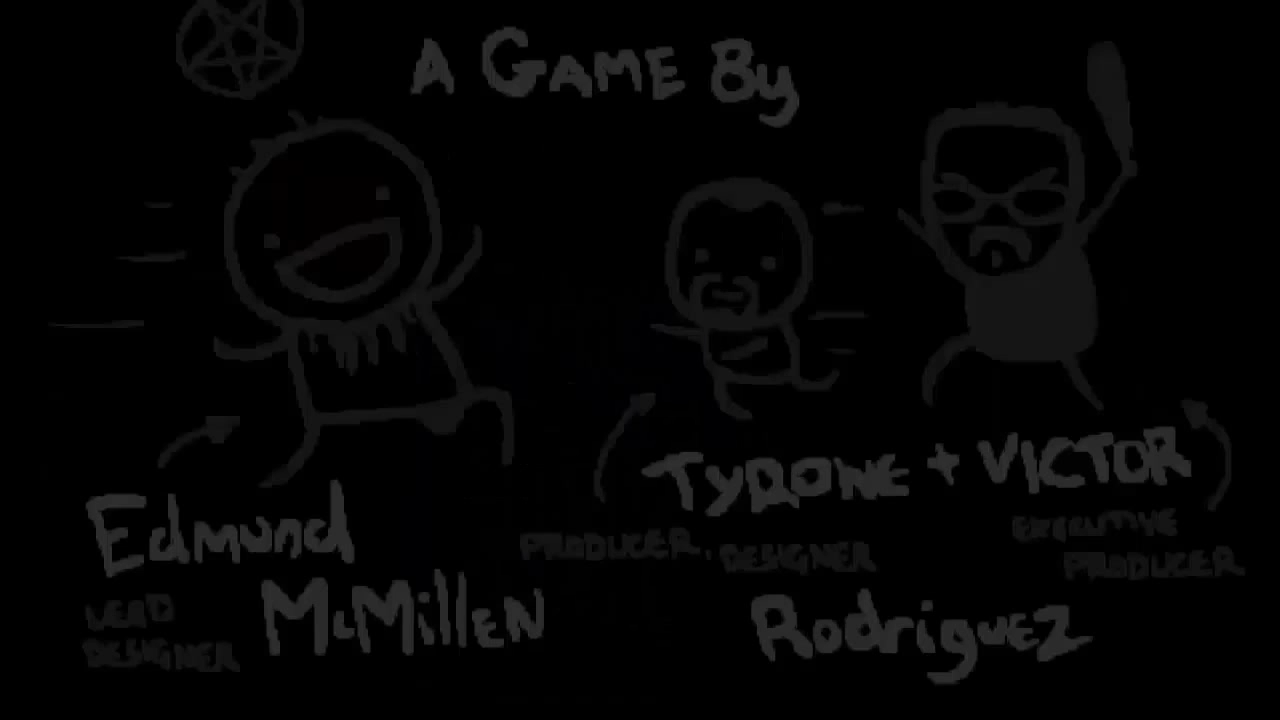 A GAME By
TYRONE + VICTOR
Edmund
PRODUCER, DESIGNER
EXECUTIVE
PRODUCER
McMillEN
LEAD
DESIGNER
RodriguEZ